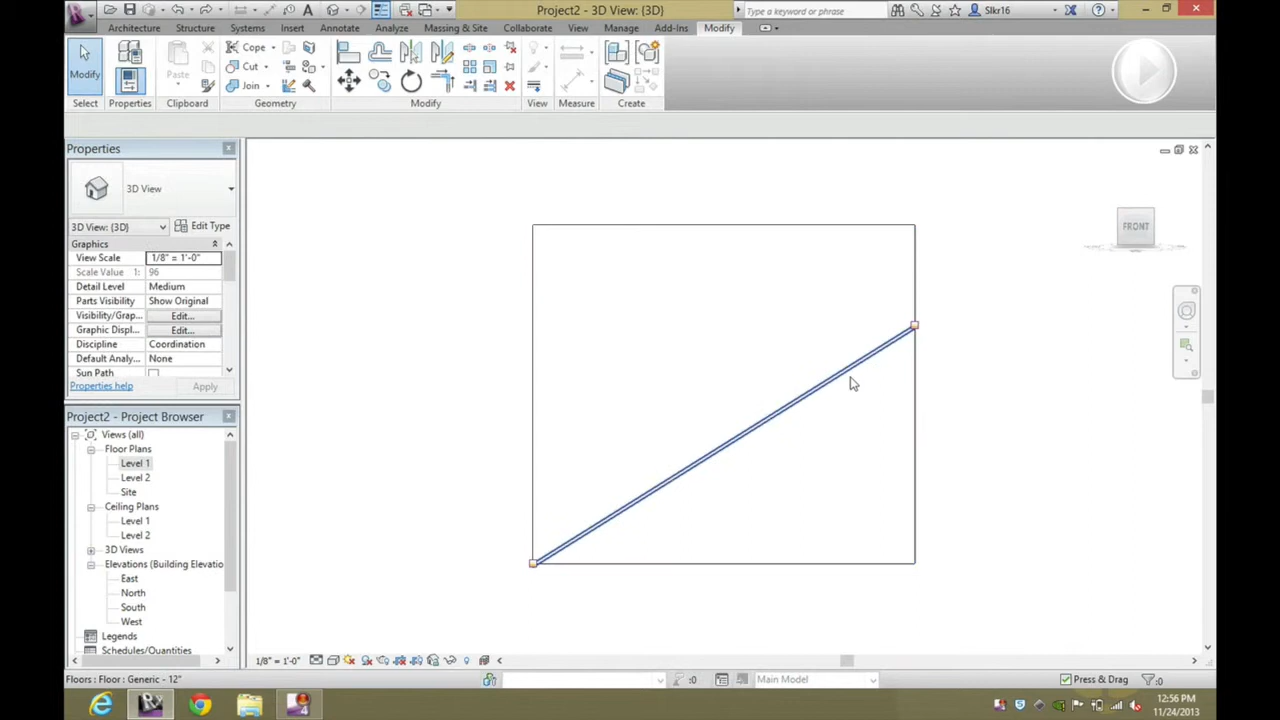 Project2 - 3D View: {3D}
Type a keyword or phrase
Slkr16
Architecture Structure Systems Insert Annotate Analyze Massing & Site Collaborate View Manage Add-Ins Modify
Modify
Paste
Cope
Cut
Join
Select Properties Clipboard Geometry Modify View Measure Create
Properties
3D View
3D View: {3D} Edit Type
Graphics
View Scale 1/8" = 1'-0"
Scale Value 1: 96
Detail Level Medium
Parts Visibility Show Original
Visibility/Grap... Edit...
Graphic Displ... Edit...
Discipline Coordination
Default Analy... None
Sun Path
Properties help Apply
Project2 - Project Browser
Views (all)
Floor Plans
Level 1
Level 2
Site
Ceiling Plans
Level 1
Level 2
3D Views
Elevations (Building Elevatio
East
North
South
West
Legends
Schedules/Quantities
FRONT
1/8" = 1'-0"
Floors : Floor : Generic - 12" :0 Main Model Press & Drag :0
12:56 PM
11/24/2013